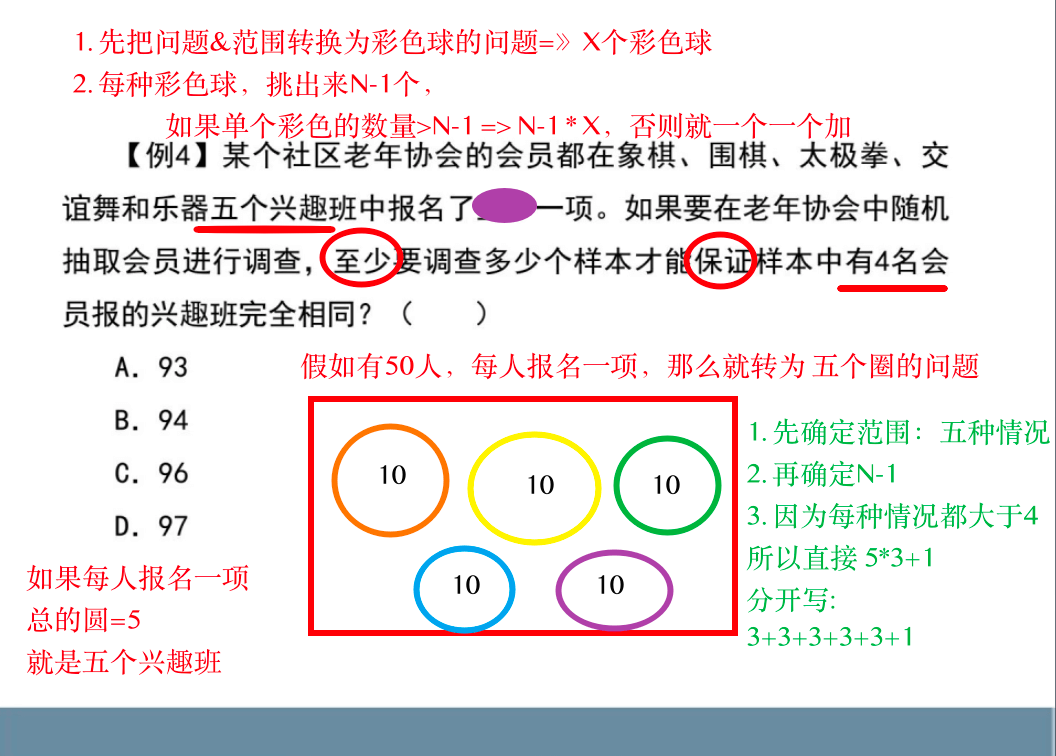 1. 先把问题&范围转换为彩色球的问题=》X个彩色球
2. 每种彩色球，挑出来N-1个，
如果单个彩色的数量>N-1 => N-1 * X，否则就一个一个加
【例4】某个社区老年协会的会员都在象棋、围棋、太极拳、交
谊舞和乐器五个兴趣班中报名了一项。如果要在老年协会中随机
抽取会员进行调查，至少要调查多少个样本才能保证样本中有4名会
员报的兴趣班完全相同？（ ）
A. 93
假如有50人，每人报名一项，那么就转为 五个圈的问题
B. 94
C. 96
D. 97
10
10
10
10
10
1. 先确定范围：五种情况
2. 再确定N-1
3. 因为每种情况都大于4
所以直接 5*3+1
分开写:
3+3+3+3+3+1
如果每人报名一项
总的圆=5
就是五个兴趣班